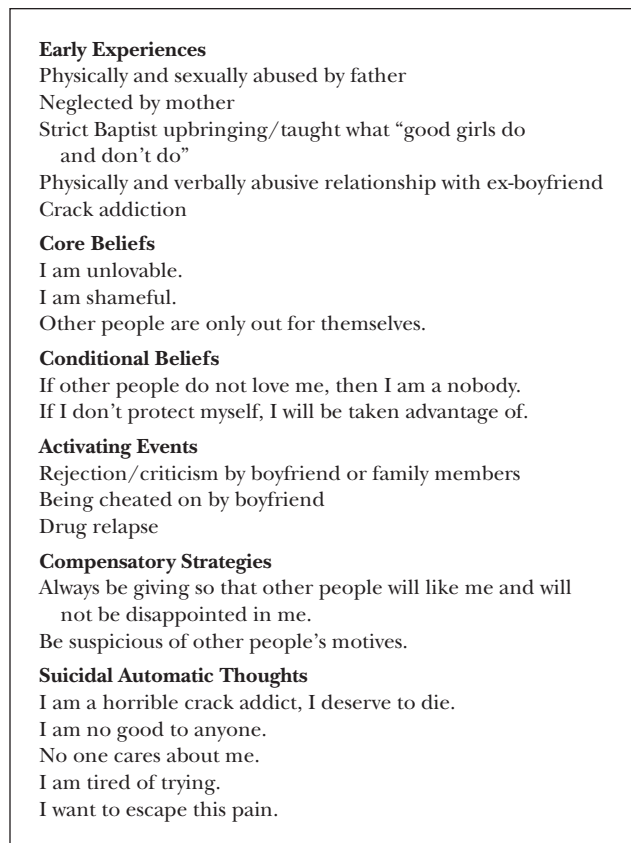 Early Experiences
Physically and sexually abused by father
Neglected by mother
Strict Baptist upbringing/taught what “good girls do
and don’t do”
Physically and verbally abusive relationship with ex-boyfriend
Crack addiction
Core Beliefs
I am unlovable.
I am shameful.
Other people are only out for themselves.
Conditional Beliefs
If other people do not love me, then I am a nobody.
If I don’t protect myself, I will be taken advantage of.
Activating Events
Rejection/criticism by boyfriend or family members
Being cheated on by boyfriend
Drug relapse
Compensatory Strategies
Always be giving so that other people will like me and will
not be disappointed in me.
Be suspicious of other people’s motives.
Suicidal Automatic Thoughts
I am a horrible crack addict, I deserve to die.
I am no good to anyone.
No one cares about me.
I am tired of trying.
I want to escape this pain.